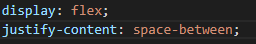 display: flex;
justify-content: space-between;